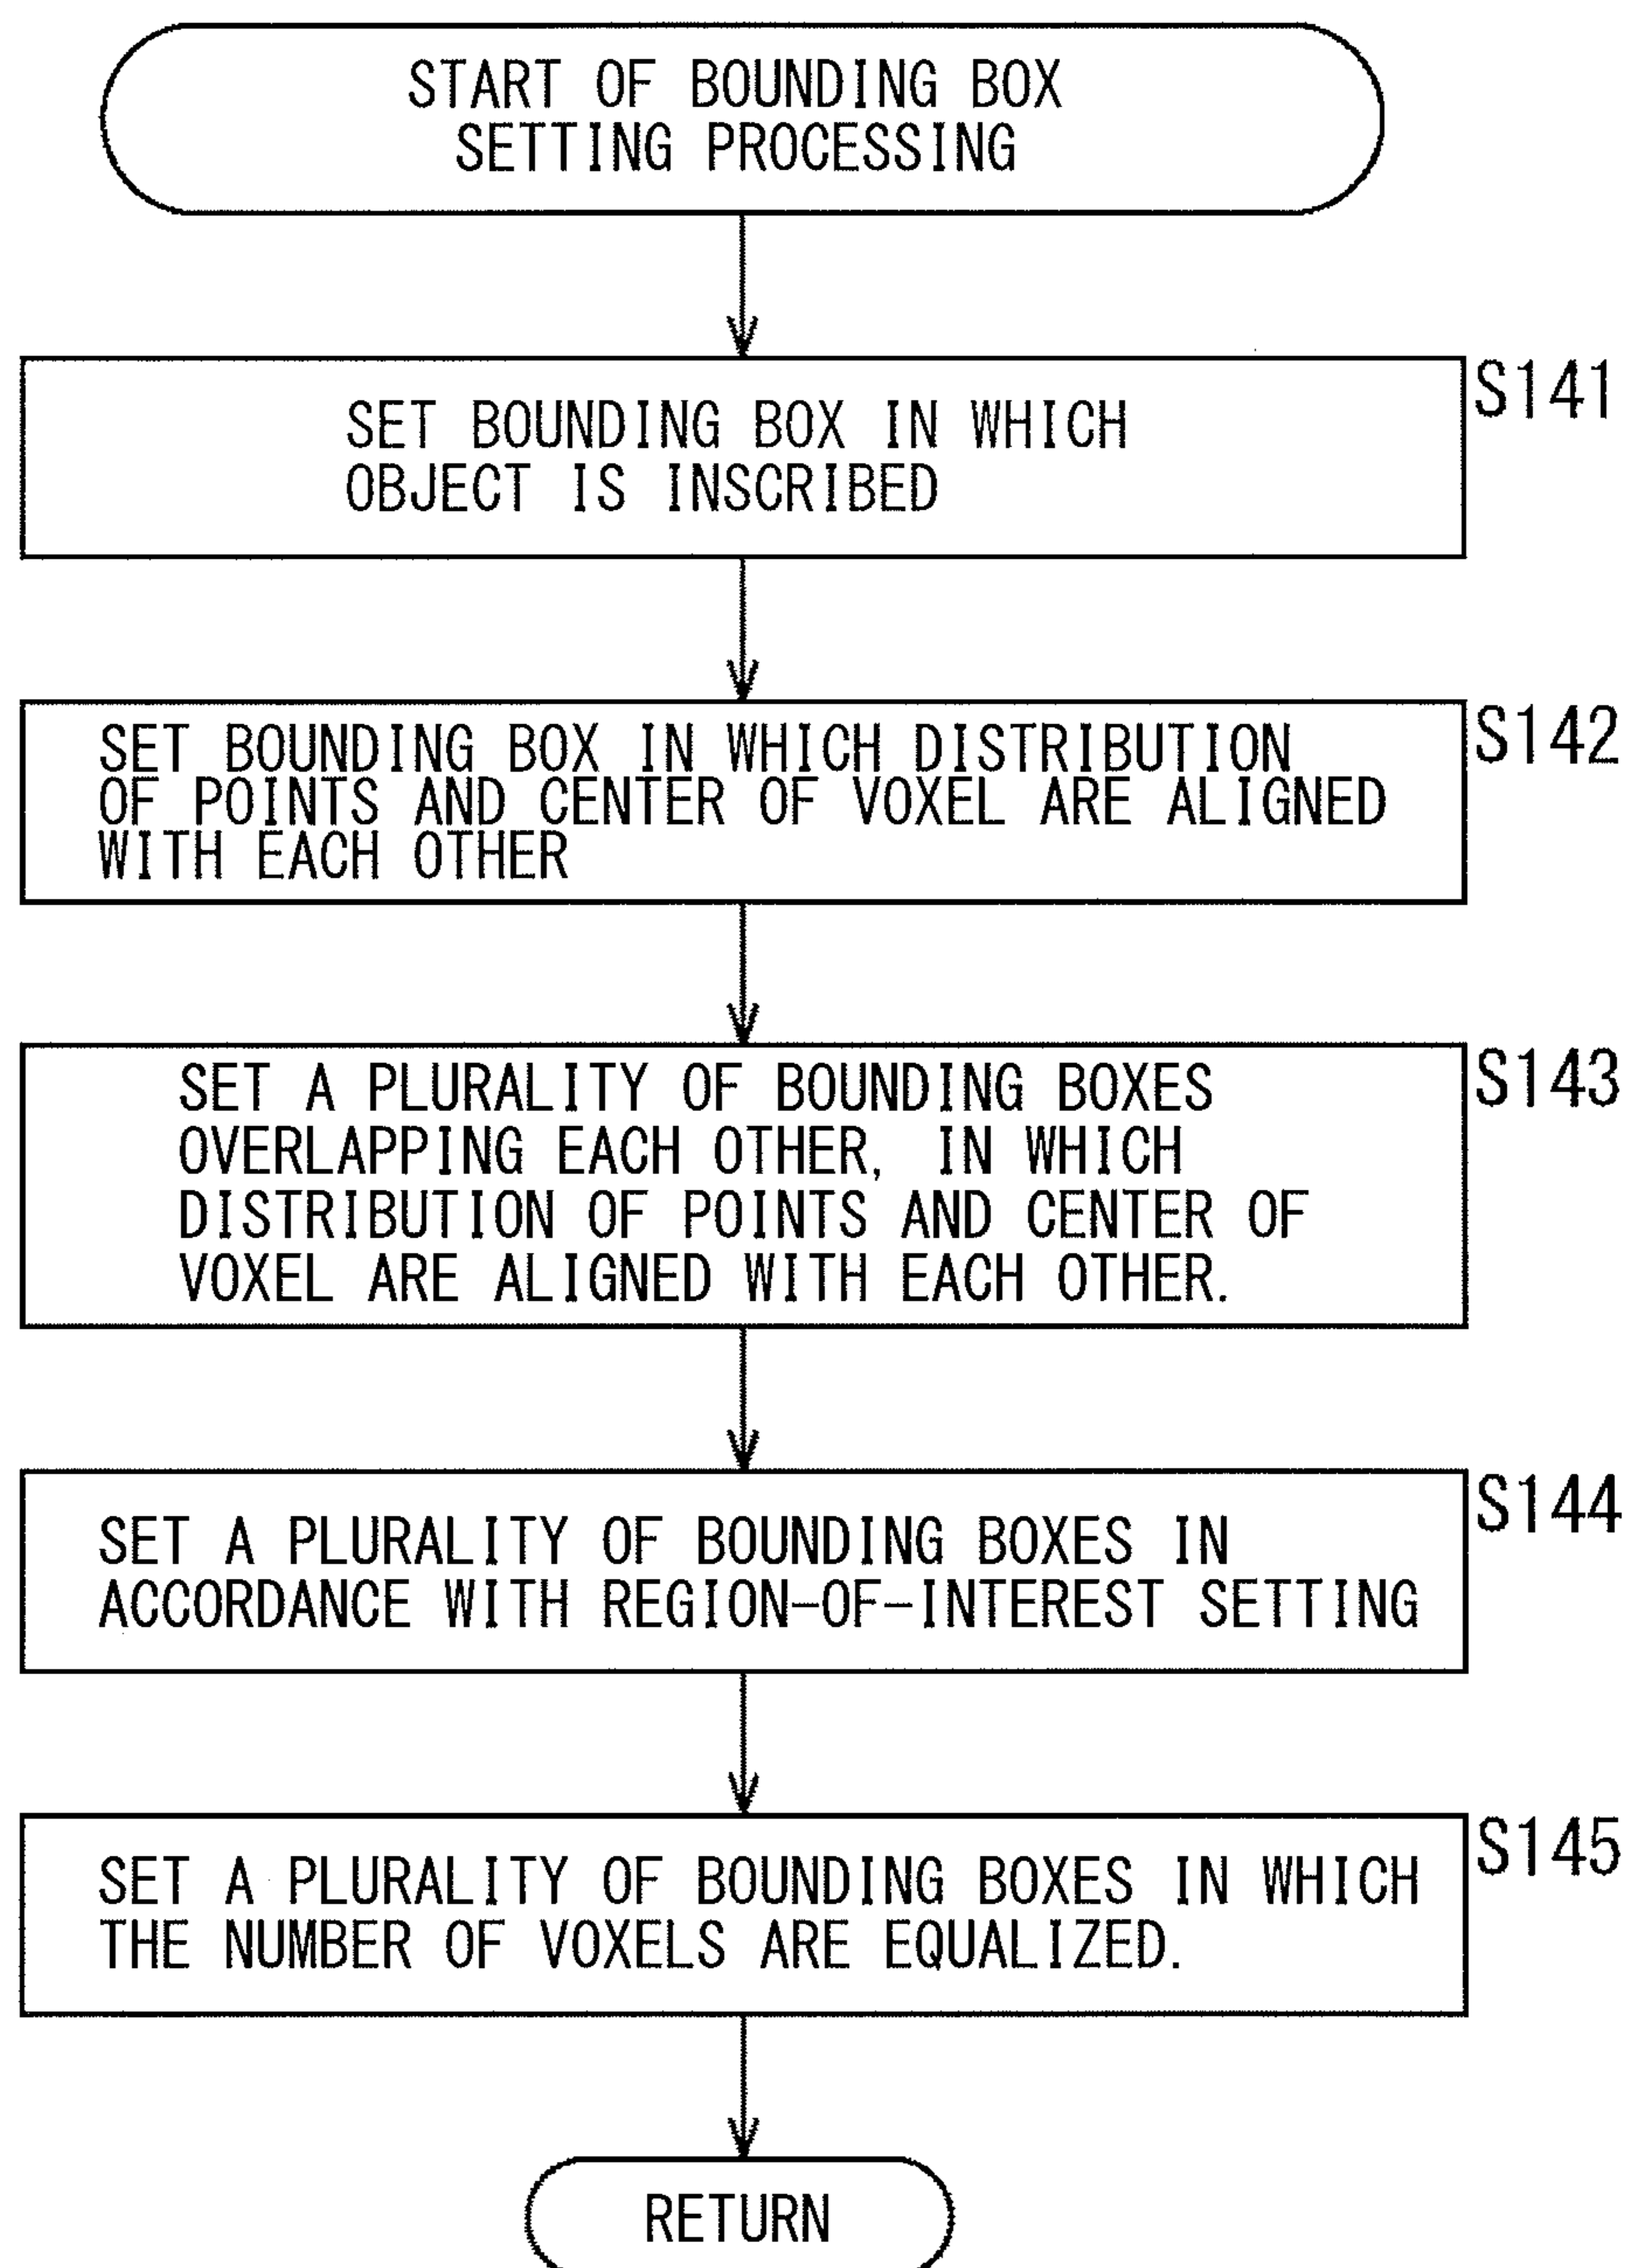 START OF BOUNDING BOX
SETTING PROCESSING
S141
SET BOUNDING BOX IN WHICH
OBJECT IS INSCRIBED
S142
SET BOUNDING BOX IN WHICH DISTRIBUTION
OF POINTS AND CENTER OF VOXEL ARE ALIGNED
WITH EACH OTHER
S143
SET A PLURALITY OF BOUNDING BOXES
OVERLAPPING EACH OTHER, IN WHICH
DISTRIBUTION OF POINTS AND CENTER OF
VOXEL ARE ALIGNED WITH EACH OTHER.
S144
SET A PLURALITY OF BOUNDING BOXES IN
ACCORDANCE WITH REGION-OF-INTEREST SETTING
S145
SET A PLURALITY OF BOUNDING BOXES IN WHICH
THE NUMBER OF VOXELS ARE EQUALIZED.
RETURN